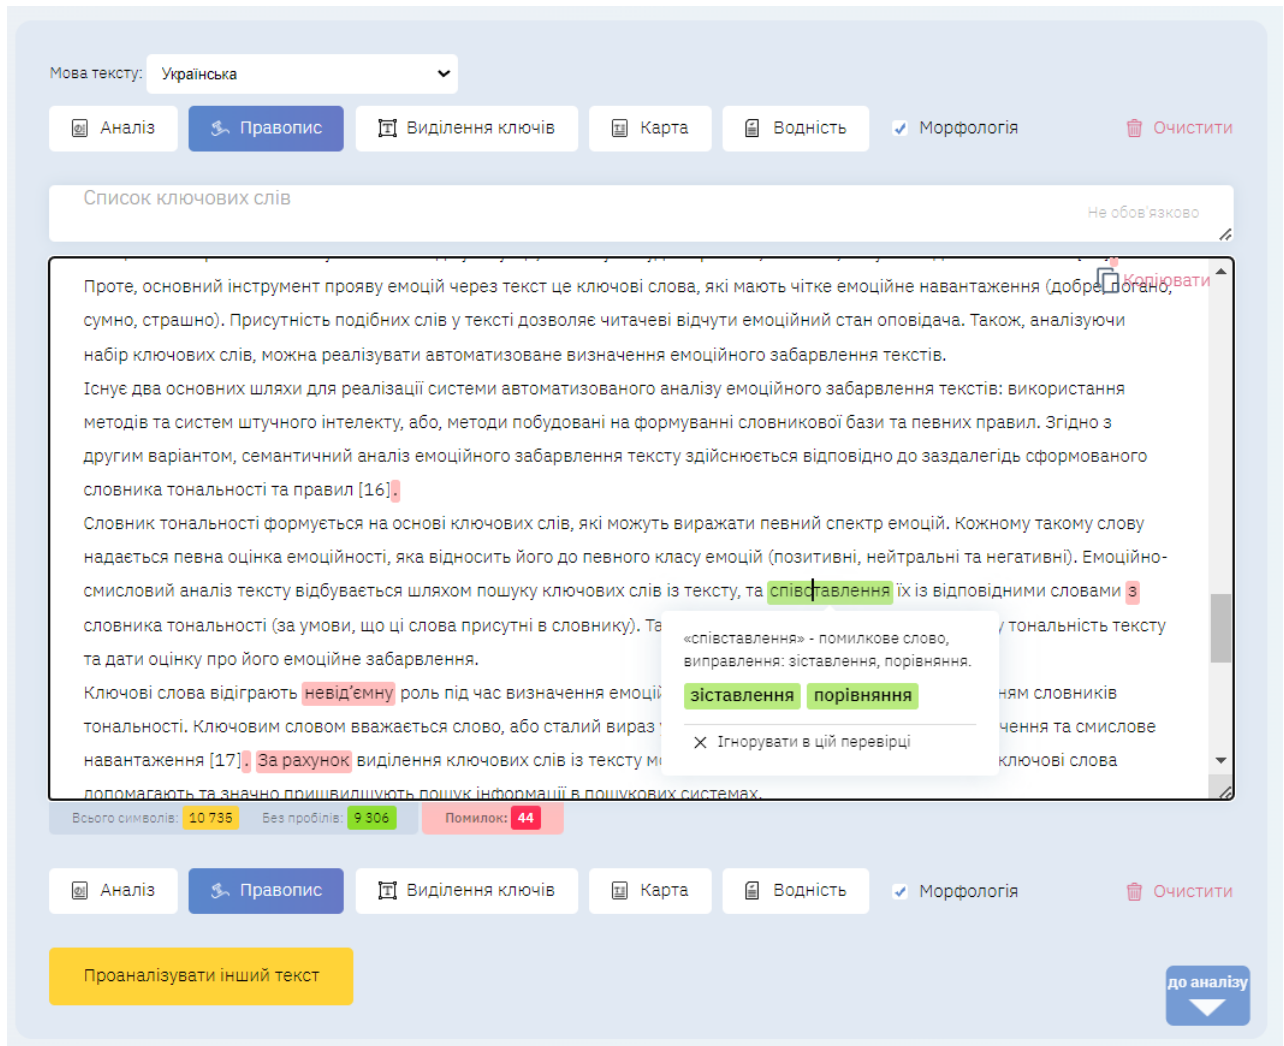 Мова тексту: Українська
Аналіз Правопис Виділення ключів Карта Водність Морфологія Очистити
Список ключових слів
Не обов'язково
Копіювати
Проте, основний інструмент прояву емоцій через текст це ключові слова, які мають чітке емоційне навантаження (добре, погано,
сумно, страшно). Присутність подібних слів у тексті дозволяє читачеві відчути емоційний стан оповідача. Також, аналізуючи
набір ключових слів, можна реалізувати автоматизоване визначення емоційного забарвлення текстів.
Існує два основних шляхи для реалізації системи автоматизованого аналізу емоційного забарвлення текстів: використання
методів та систем штучного інтелекту, або, методи побудовані на формуванні словникової бази та певних правил. Згідно з
другим варіантом, семантичний аналіз емоційного забарвлення тексту здійснюється відповідно до заздалегідь сформованого
словника тональності та правил [16].
Словник тональності формується на основі ключових слів, які можуть виражати певний спектр емоцій. Кожному такому слову
надається певна оцінка емоційності, яка відносить його до певного класу емоцій (позитивні, нейтральні та негативні). Емоційно-
смисловий аналіз тексту відбувається шляхом пошуку ключових слів із тексту, та співставлення їх із відповідними словами з
словника тональності (за умови, що ці слова присутні в словнику). Та у тональність тексту
та дати оцінку про його емоційне забарвлення.
«співставлення» - помилкове слово,
виправлення: зіставлення, порівняння.
зіставлення порівняння
Ігнорувати в цій перевірці
Ключові слова відіграють невід’ємну роль під час визначення емоцій ням словників
тональності. Ключовим словом вважається слово, або сталий вираз у чення та смислове
навантаження [17]. За рахунок виділення ключових слів із тексту мо ключові слова
допомагають та значно пришвидшують пошук інформації в пошукових системах.
Всього символів: 10 735 Без пробілів: 9 306 Помилок: 44
Аналіз Правопис Виділення ключів Карта Водність Морфологія Очистити
Проаналізувати інший текст
до аналізу